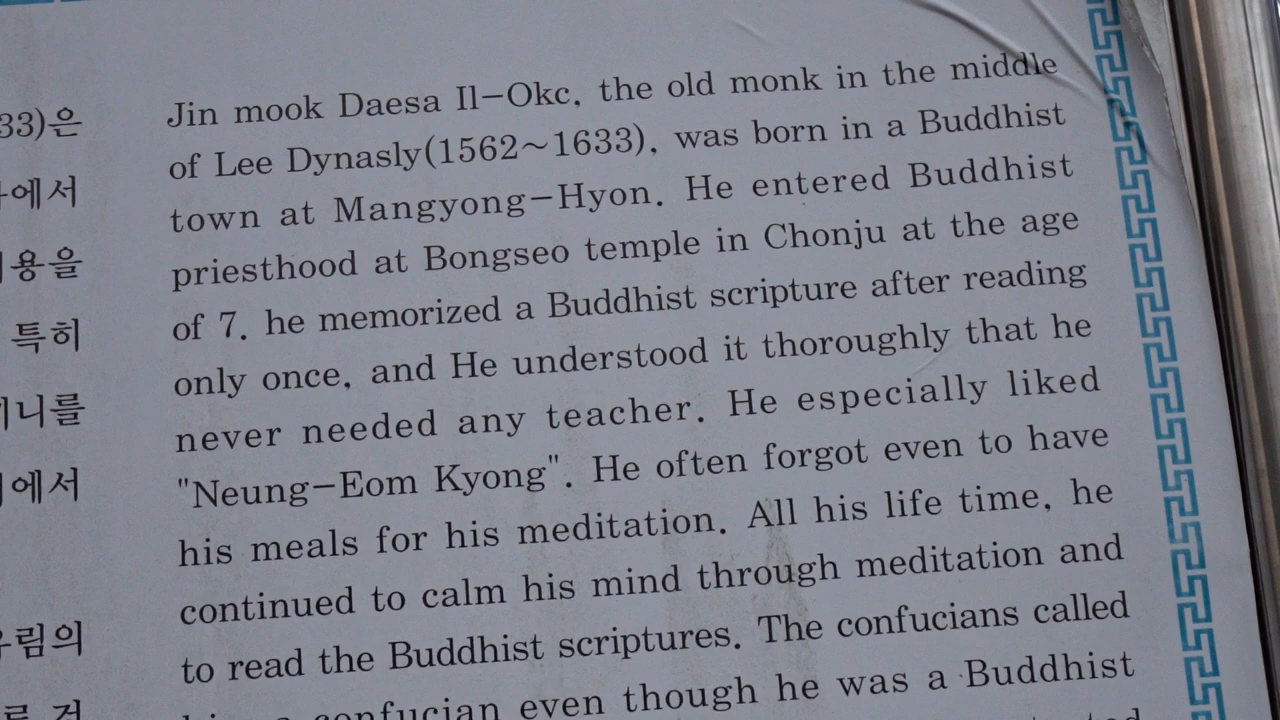 33)은
에서
용을
특히
니를
에서
림의
Jin mook Daesa Il-Okc, the old monk in the middle
of Lee Dynasly(1562~1633), was born in a Buddhist
town at Mangyong-Hyon. He entered Buddhist
priesthood at Bongseo temple in Chonju at the age
of 7. he memorized a Buddhist scripture after reading
only once, and He understood it thoroughly that he
never needed any teacher. He especially liked
"Neung-Eom Kyong". He often forgot even to have
his meals for his meditation. All his life time, he
continued to calm his mind through meditation and
to read the Buddhist scriptures. The confucians called
confucian even though he was a Buddhist